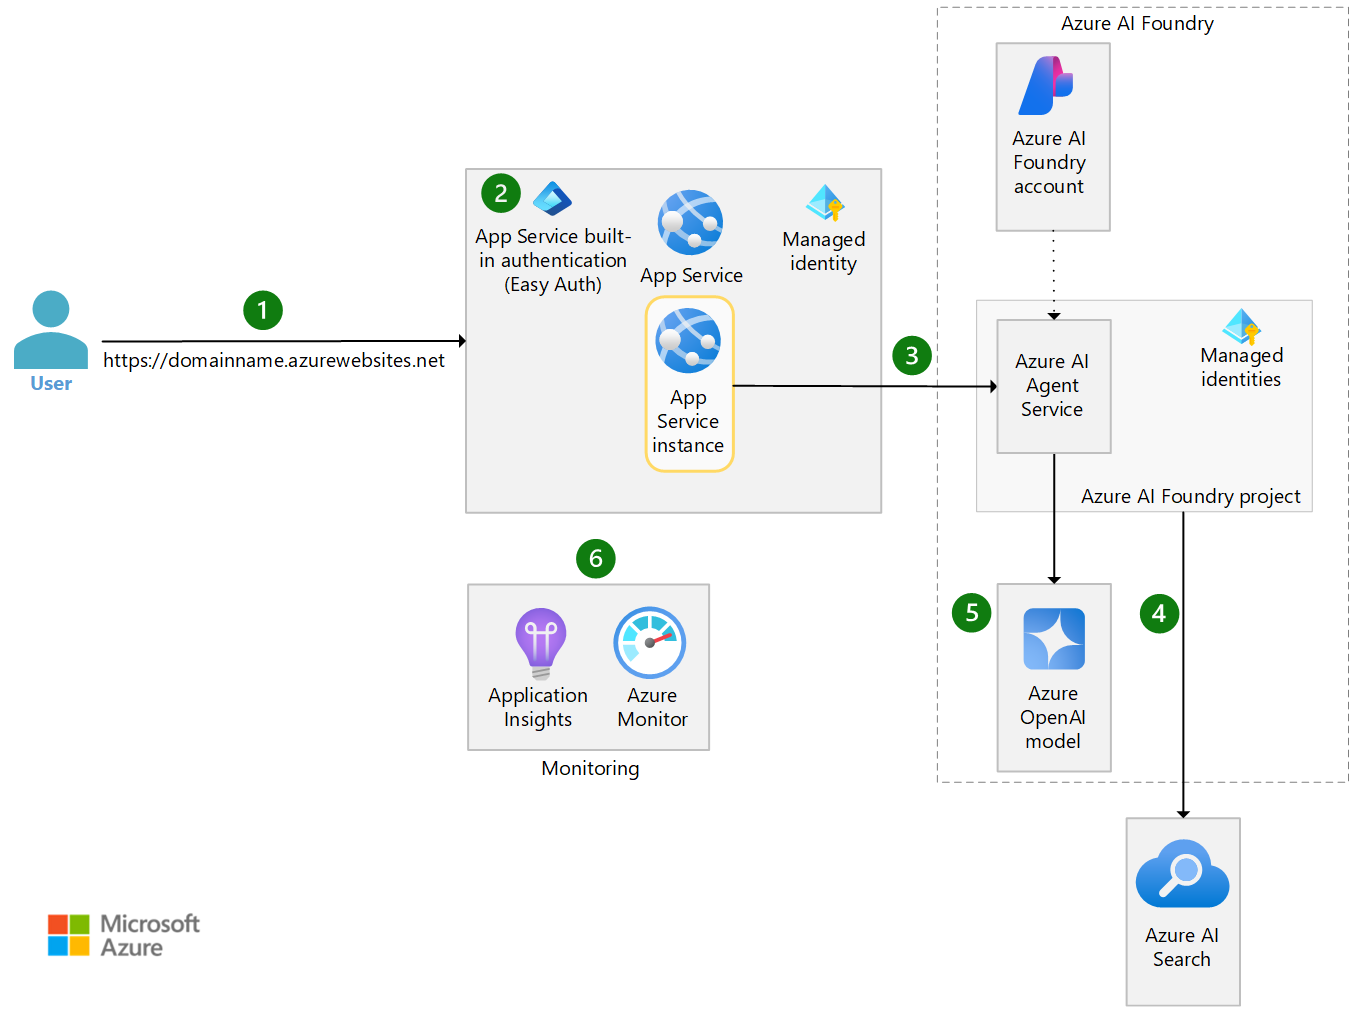 Azure AI Foundry
Azure AI
Foundry
account
2
App Service built-
in authentication
(Easy Auth)
App Service
Managed
identity
1
https://domainname.azurewebsites.net
User
App
Service
instance
3
Azure AI
Agent
Service
Managed
identities
Azure AI Foundry project
6
Application
Insights
Azure
Monitor
Monitoring
5
4
Azure
OpenAI
model
Azure AI
Search
Microsoft
Azure